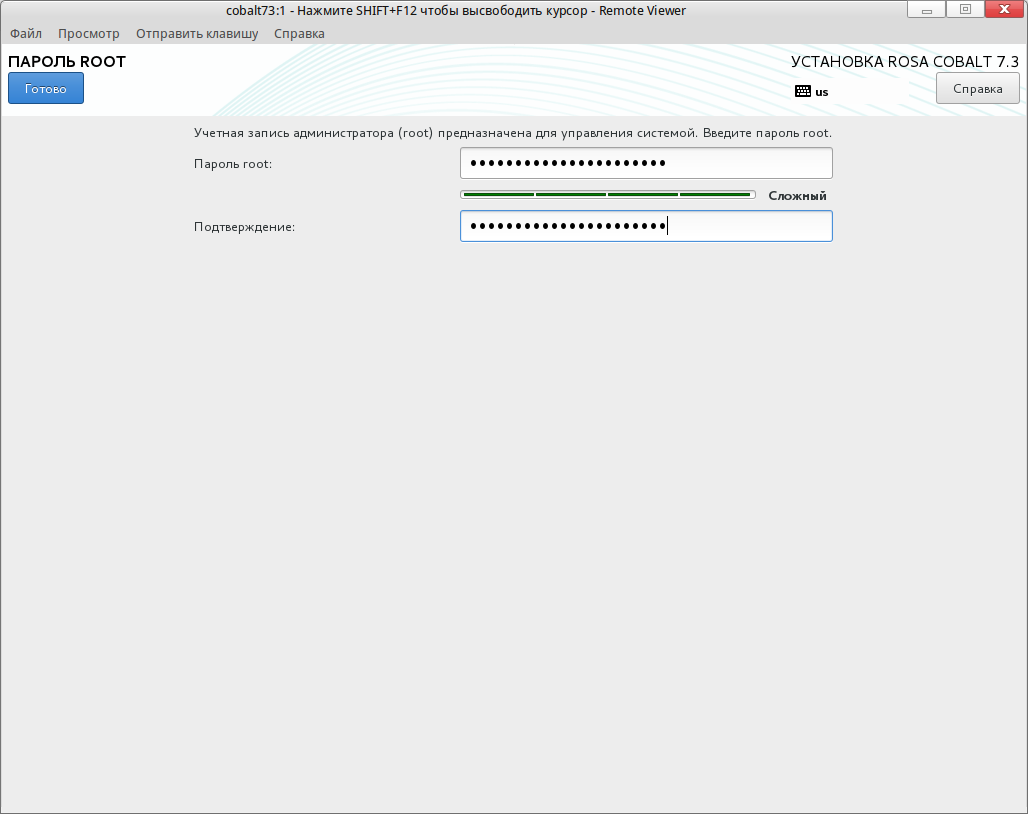 cobalt73:1 - Нажмите SHIFT+F12 чтобы высвободить курсор - Remote Viewer
Файл Просмотр Отправить клавишу Справка
ПАРОЛЬ ROOT
УСТАНОВКА ROSA COBALT 7.3
Готово
us
Справка
Учетная запись администратора (root) предназначена для управления системой. Введите пароль root.
Пароль root: ●●●●●●●●●●●●●●●●●●●●●●
Сложный
Подтверждение: ●●●●●●●●●●●●●●●●●●●●●●